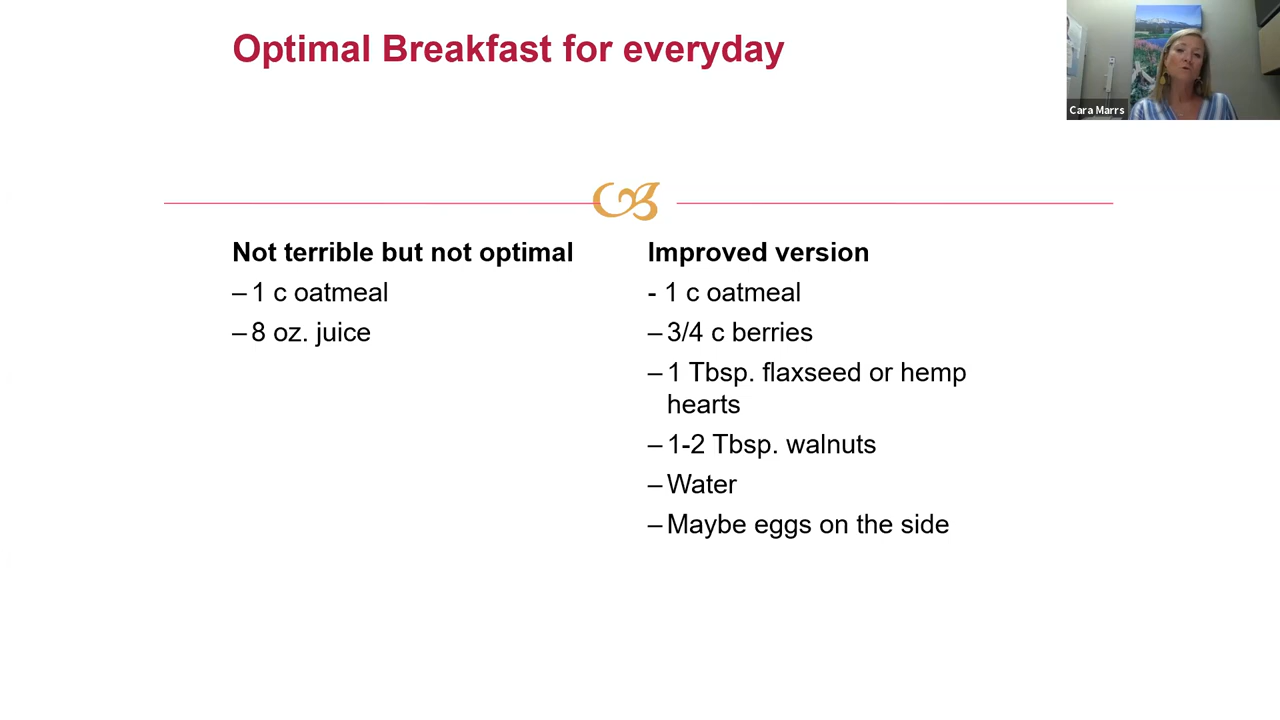 Optimal Breakfast for everyday
Cara Marrs
Not terrible but not optimal
– 1 c oatmeal
– 8 oz. juice
Improved version
- 1 c oatmeal
– 3/4 c berries
– 1 Tbsp. flaxseed or hemp
hearts
– 1-2 Tbsp. walnuts
– Water
– Maybe eggs on the side